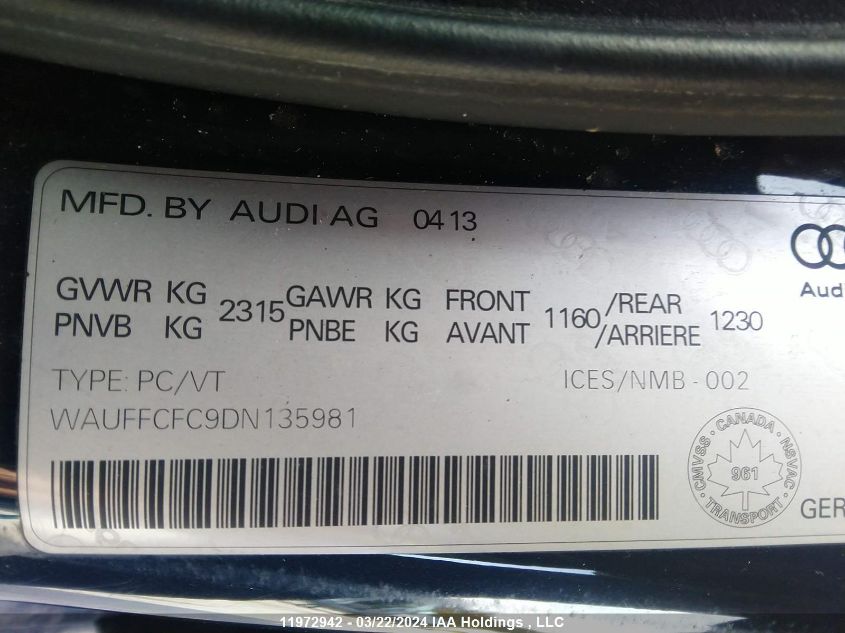 MFD. BY AUDI AG 0413
GVWR KG 2315 GAWR KG FRONT 1160 /REAR 1230
PNVB KG PNBE KG AVANT /ARRIERE
Aud
TYPE: PC/VT ICES/NMB - 002
WAUFFCFC9DN135981
CANADA
CMVSS NSVAC
961
TRANSPORT
GER
11972942 - 03/22/2024 IAA Holdings , LLC